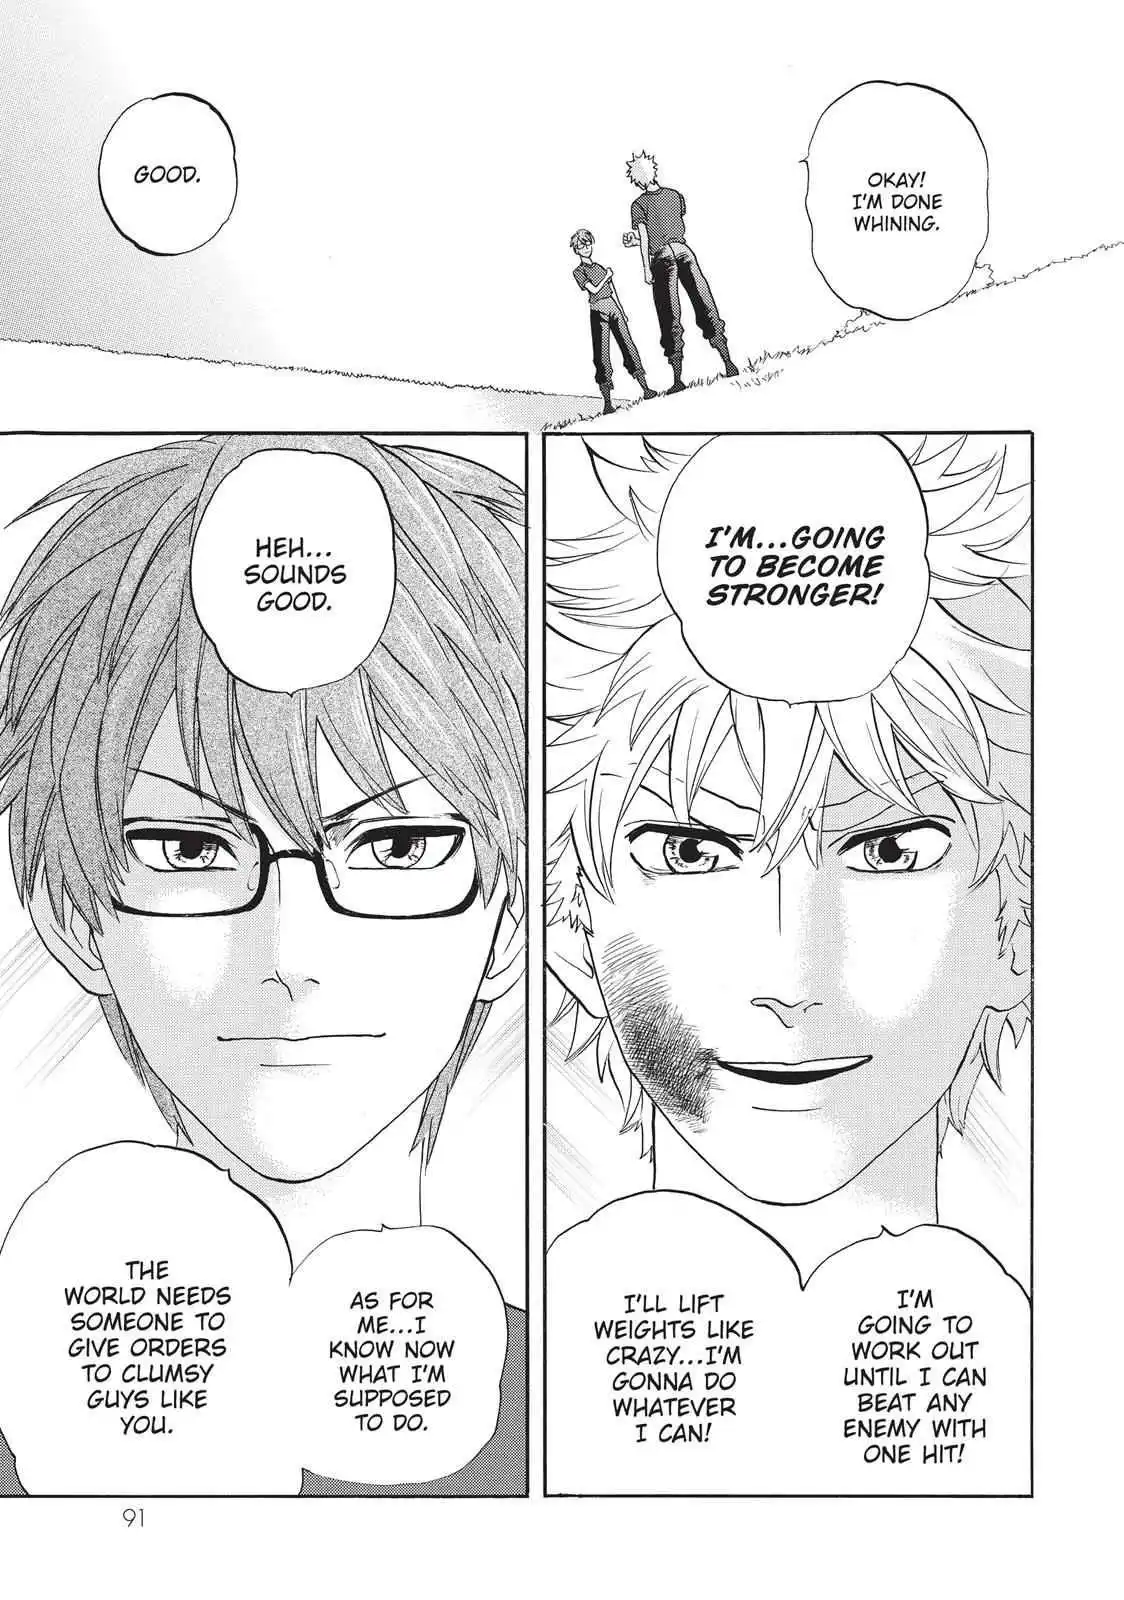 OKAY!
I'M DONE
WHINING.
GOOD.
I'M...GOING
TO BECOME
STRONGER!
I'M
GOING TO
WORK OUT
UNTIL I CAN
BEAT ANY
ENEMY WITH
ONE HIT!
I'LL LIFT
WEIGHTS LIKE
CRAZY...I'M
GONNA DO
WHATEVER
I CAN!
HEH...
SOUNDS
GOOD.
AS FOR
ME...I
KNOW NOW
WHAT I'M
SUPPOSED
TO DO.
THE
WORLD NEEDS
SOMEONE TO
GIVE ORDERS
TO CLUMSY
GUYS LIKE
YOU.
91